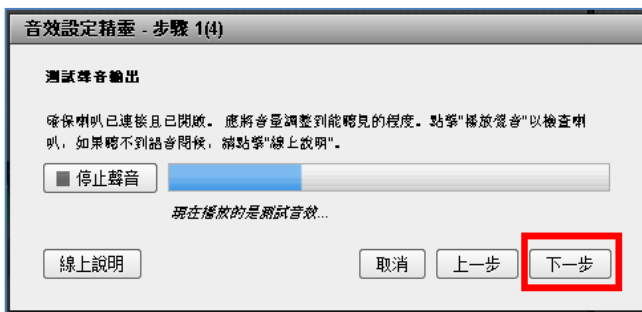 音效設定精靈 - 步驟 1(4)
測試聲音輸出
確保喇叭已連接且已開啟。 應將音量調整到能聽見的程度。點擊"播放聲音"以檢查喇
叭，如果聽不到語音問候，請點擊"線上說明"。
停止聲音
現在播放的是測試音效...
線上說明
取消 上一步 下一步